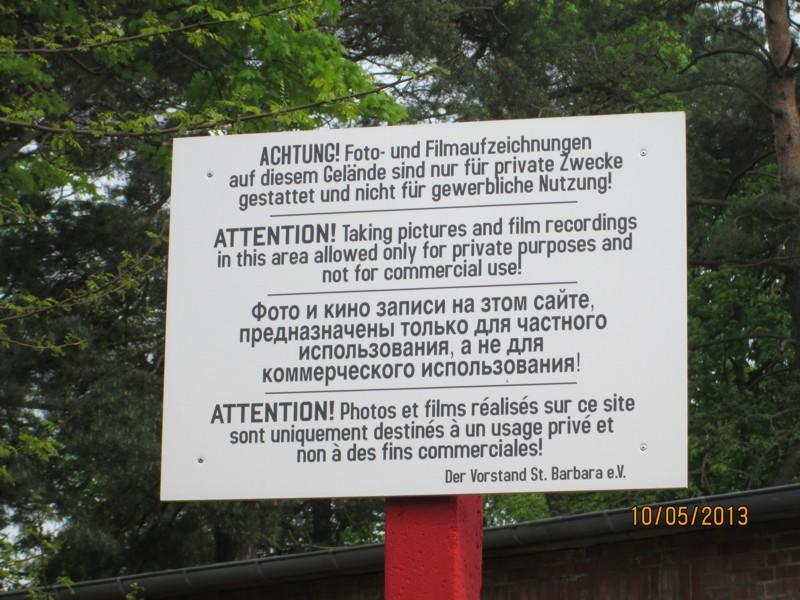 ACHTUNG! Foto- und Filmaufzeichnungen
auf diesem Gelände sind nur für private Zwecke
gestattet und nicht für gewerbliche Nutzung!
ATTENTION! Taking pictures and film recordings
in this area allowed only for private purposes and
not for commercial use!
Фото и кино записи на зтом сайте,
предназначены только для частного
использования, а не для
коммерческого использования!
ATTENTION! Photos et films réalisés sur ce site
sont uniquement destinés à un usage privé et
non à des fins commerciales!
Der Vorstand St. Barbara e.V.
10/05/2013